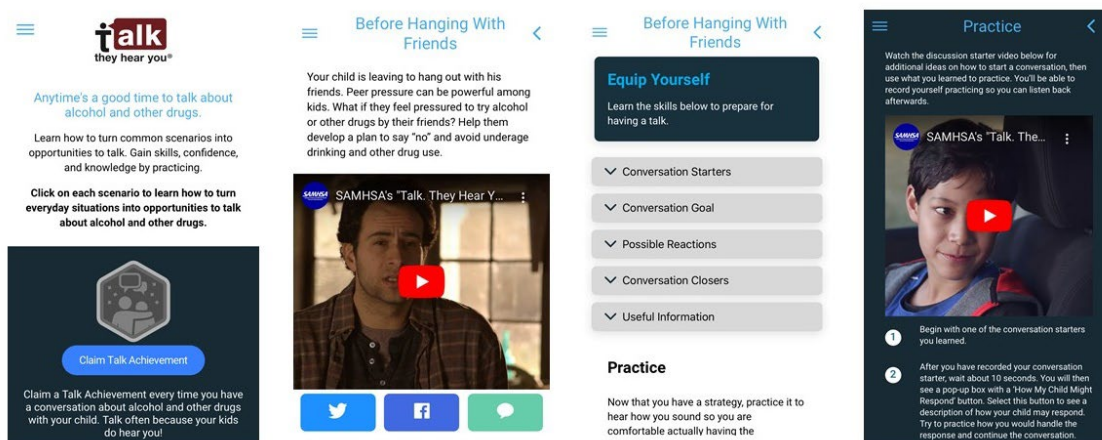 talk
they hear you®
Anytime's a good time to talk about
alcohol and other drugs.
Learn how to turn common scenarios into
opportunities to talk. Gain skills, confidence,
and knowledge by practicing.
Click on each scenario to learn how to turn
everyday situations into opportunities to talk
about alcohol and other drugs.
Claim Talk Achievement
Claim a Talk Achievement every time you have
a conversation about alcohol and other drugs
with your child. Talk often because your kids
do hear you!
Before Hanging With
Friends
Your child is leaving to hang out with his
friends. Peer pressure can be powerful among
kids. What if they feel pressured to try alcohol
or other drugs by their friends? Help them
develop a plan to say “no” and avoid underage
drinking and other drug use.
SAMHSA
SAMHSA's "Talk. They Hear Y...
Before Hanging With
Friends
Equip Yourself
Learn the skills below to prepare for
having a talk.
Conversation Starters
Conversation Goal
Possible Reactions
Conversation Closers
Useful Information
Practice
Now that you have a strategy, practice it to
hear how you sound so you are
comfortable actually having the
Practice
Watch the discussion starter video below for
additional ideas on how to start a conversation, then
use what you learned to practice. You'll be able to
record yourself practicing so you can listen back
afterwards.
SAMHSA
SAMHSA's "Talk. The...
1 Begin with one of the conversation starters
you learned.
2 After you have recorded your conversation
starter, wait about 10 seconds. You will then
see a pop-up box with a 'How My Child Might
Respond' button. Select this button to see a
description of how your child may respond.
Try to practice how you would handle the
response and continue the conversation.